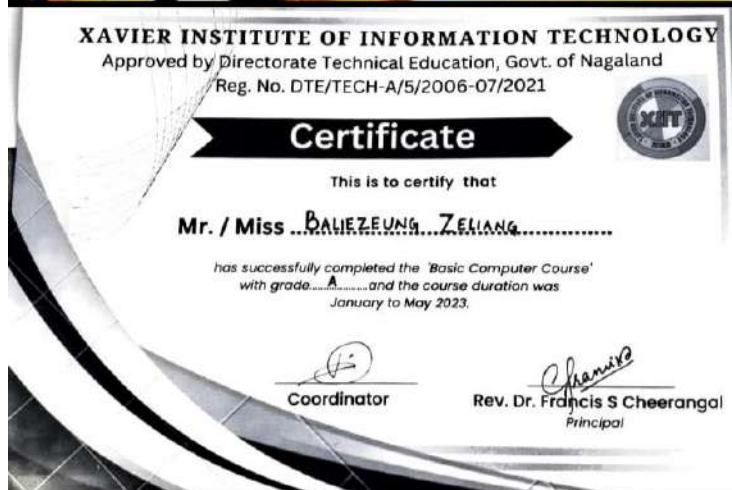 XAVIER INSTITUTE OF INFORMATION TECHNOLOGY
Approved by Directorate Technical Education, Govt. of Nagaland
Reg. No. DTE/TECH-A/5/2006-07/2021
XIIT
Certificate
This is to certify that
Mr. / Miss ..BALIEZEUNG...ZELIANG...............
has successfully completed the 'Basic Computer Course'
with grade......A..........and the course duration was
January to May 2023.
Coordinator
Rev. Dr. Francis S Cheerangal
Principal